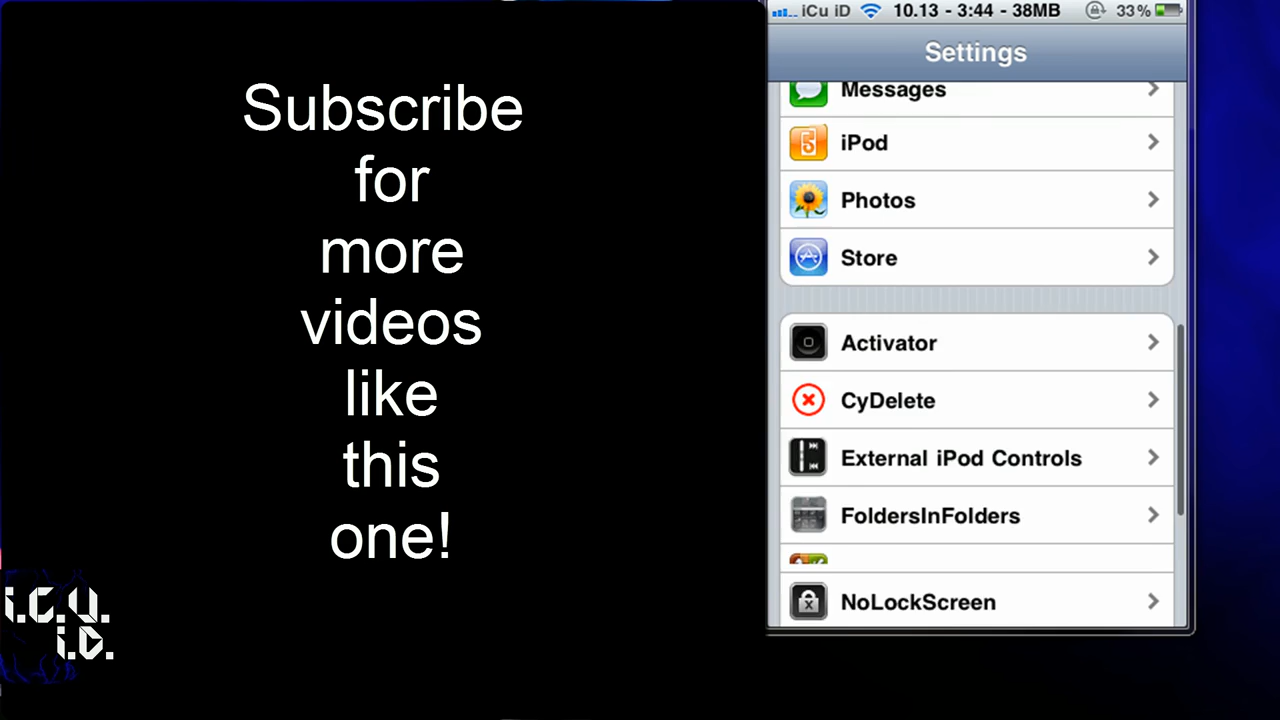 Subscribe
for
more
videos
like
this
one!
i.C.U.
i.D.
iCu iD 10.13 - 3:44 - 38MB 33%
Settings
Messages
iPod
Photos
Store
Activator
CyDelete
External iPod Controls
FoldersInFolders
NoLockScreen